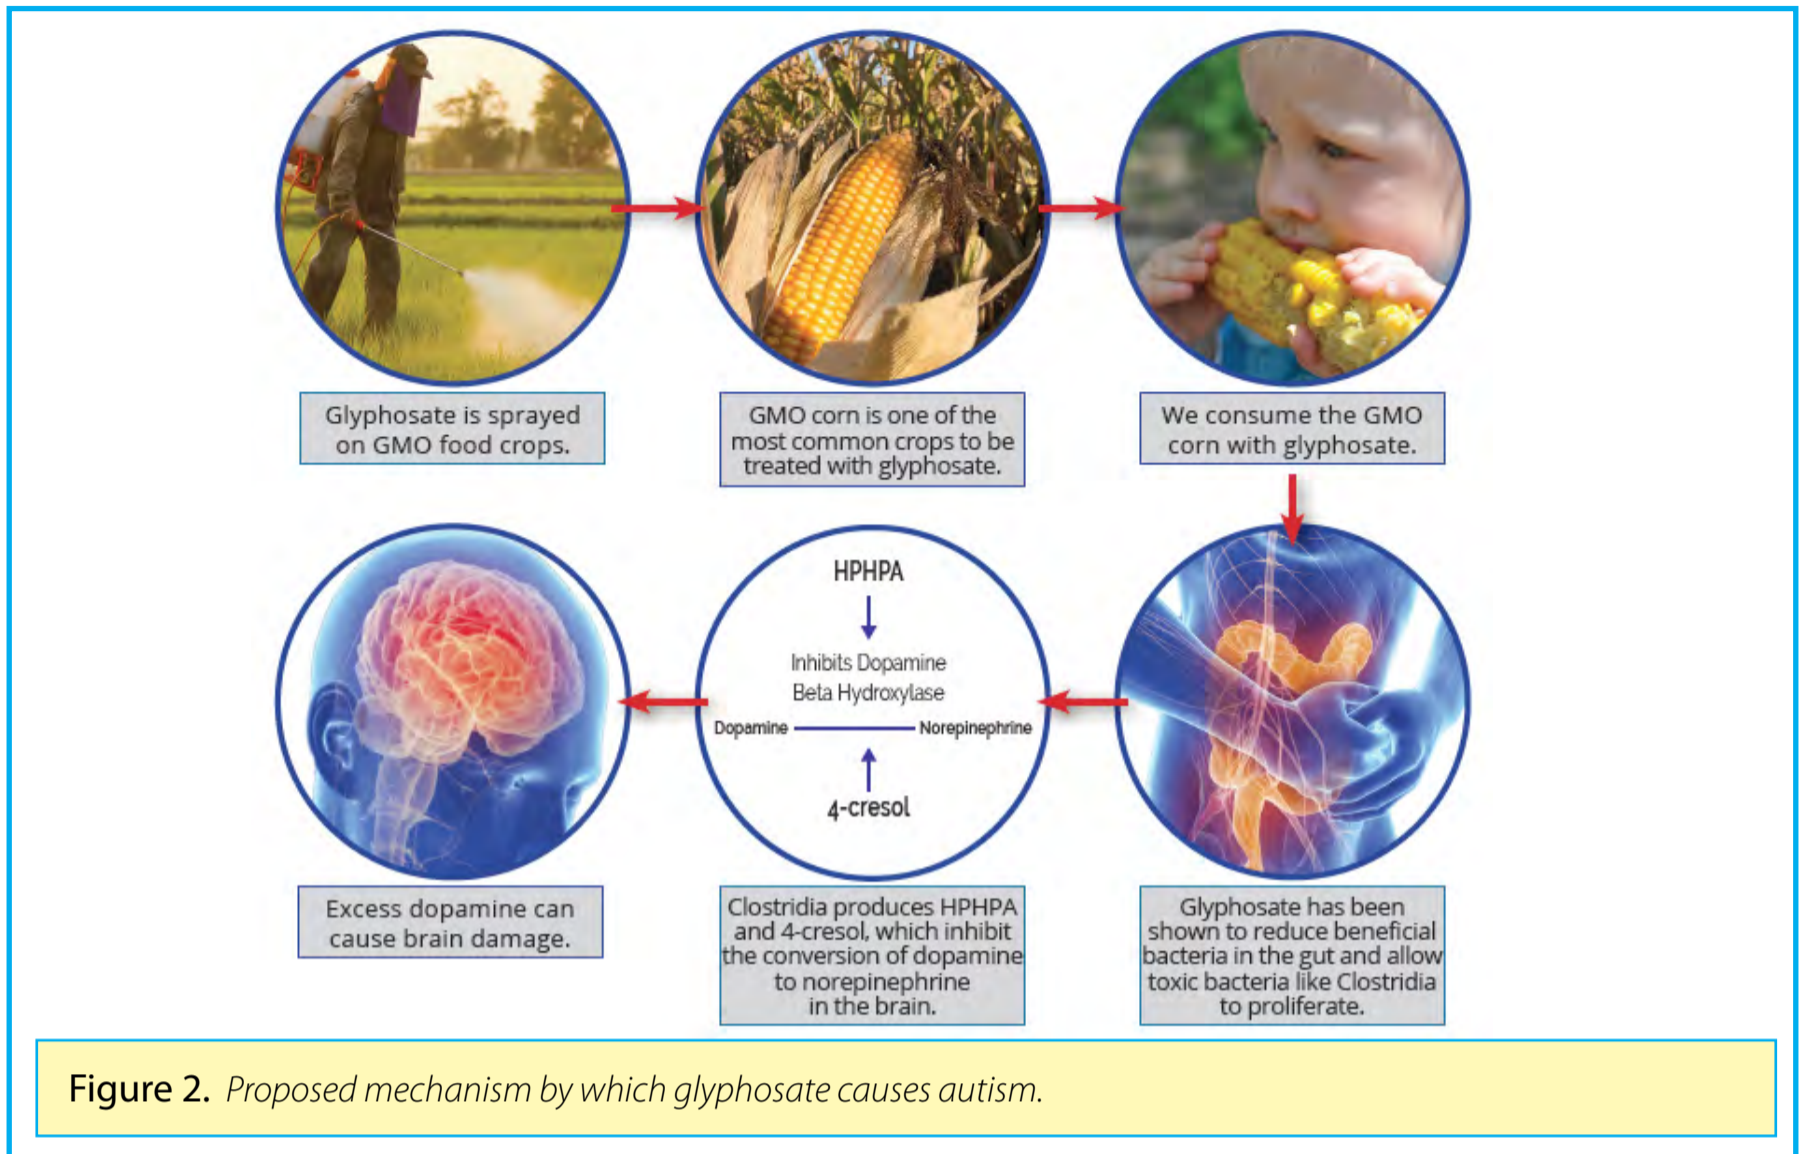 Glyphosate is sprayed
on GMO food crops.
GMO corn is one of the
most common crops to be
treated with glyphosate.
We consume the GMO
corn with glyphosate.
Excess dopamine can
cause brain damage.
HPHPA
Inhibits Dopamine
Beta Hydroxylase
Dopamine
Norepinephrine
4-cresol
Clostridia produces HPHPA
and 4-cresol, which inhibit
the conversion of dopamine
to norepinephrine
in the brain.
Glyphosate has been
shown to reduce beneficial
bacteria in the gut and allow
toxic bacteria like Clostridia
to proliferate.
Figure 2. Proposed mechanism by which glyphosate causes autism.